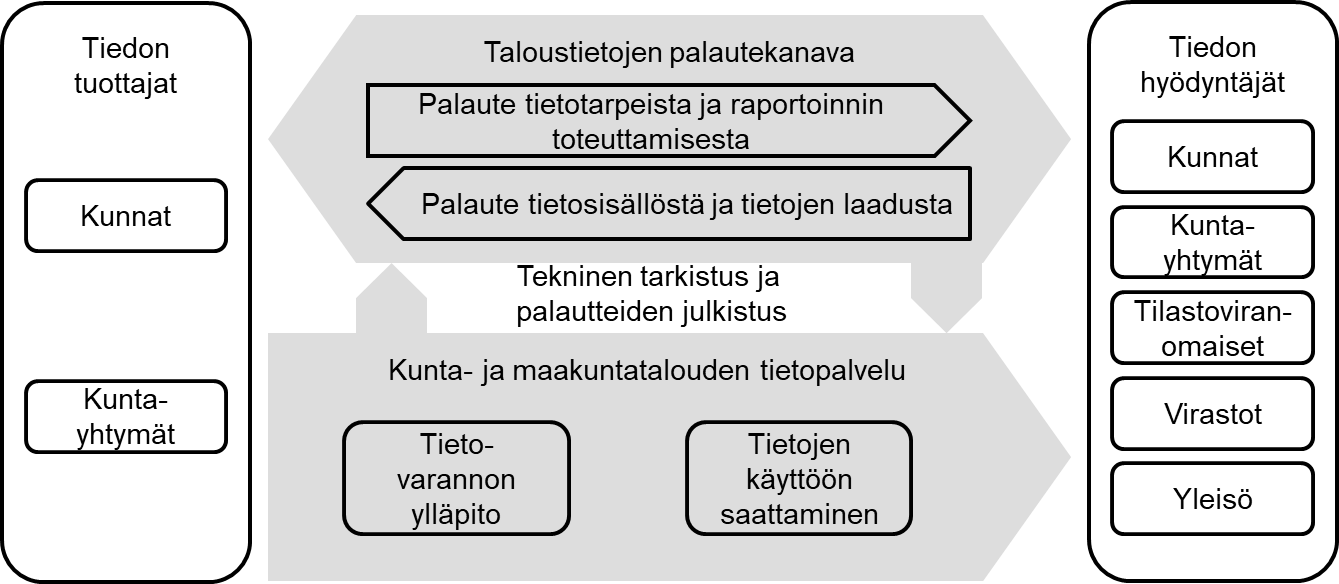 Tiedon
tuottajat
Kunnat
Kunta-
yhtymät
Taloustietojen palautekanava
Palaute tietotarpeista ja raportoinnin
toteuttamisesta
Palaute tietosisällöstä ja tietojen laadusta
Tekninen tarkistus ja
palautteiden julkistus
Kunta- ja maakuntatalouden tietopalvelu
Tieto-
varannon
ylläpito
Tietojen
käyttöön
saattaminen
Tiedon
hyödyntäjät
Kunnat
Kunta-
yhtymät
Tilastoviran-
omaiset
Virastot
Yleisö